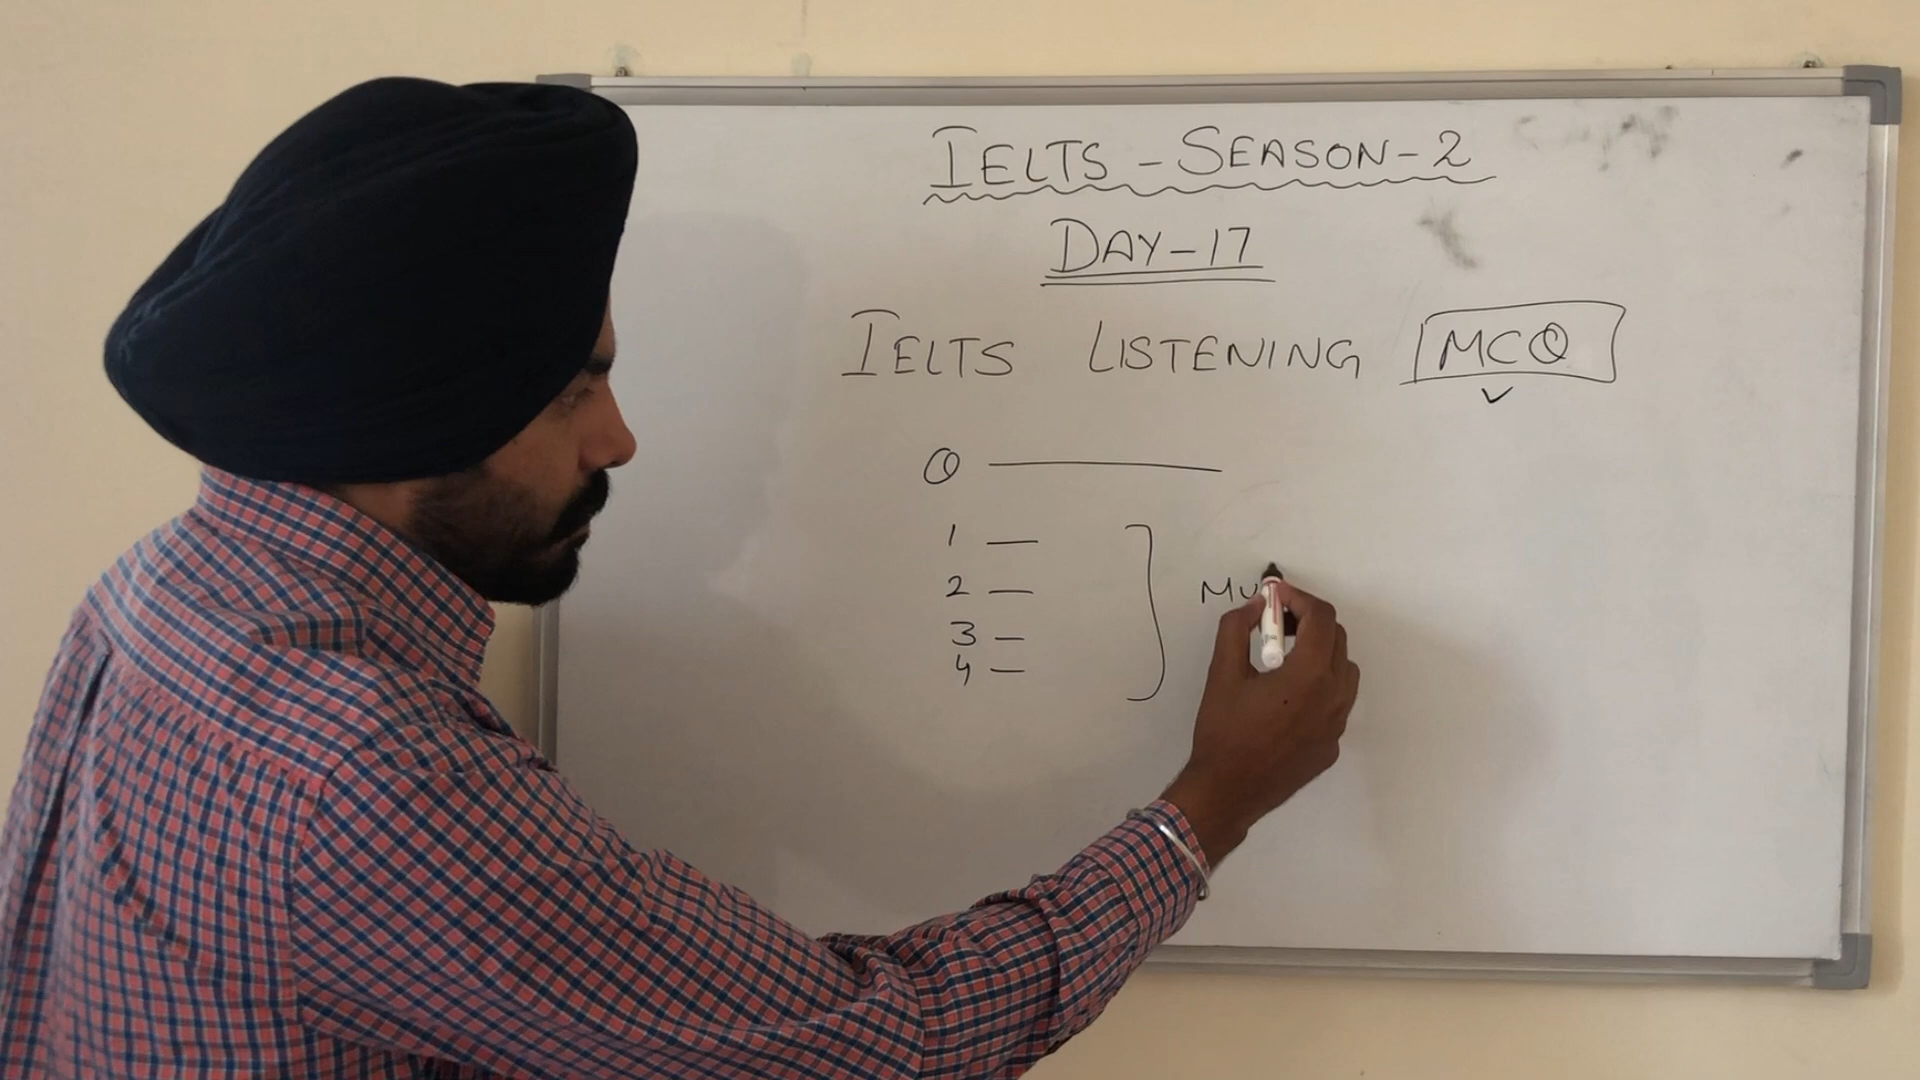 IELTS - SEASON - 2
DAY - 17
IELTS LISTENING MCQ
Q —
1 —
2 —
3 —
4 —